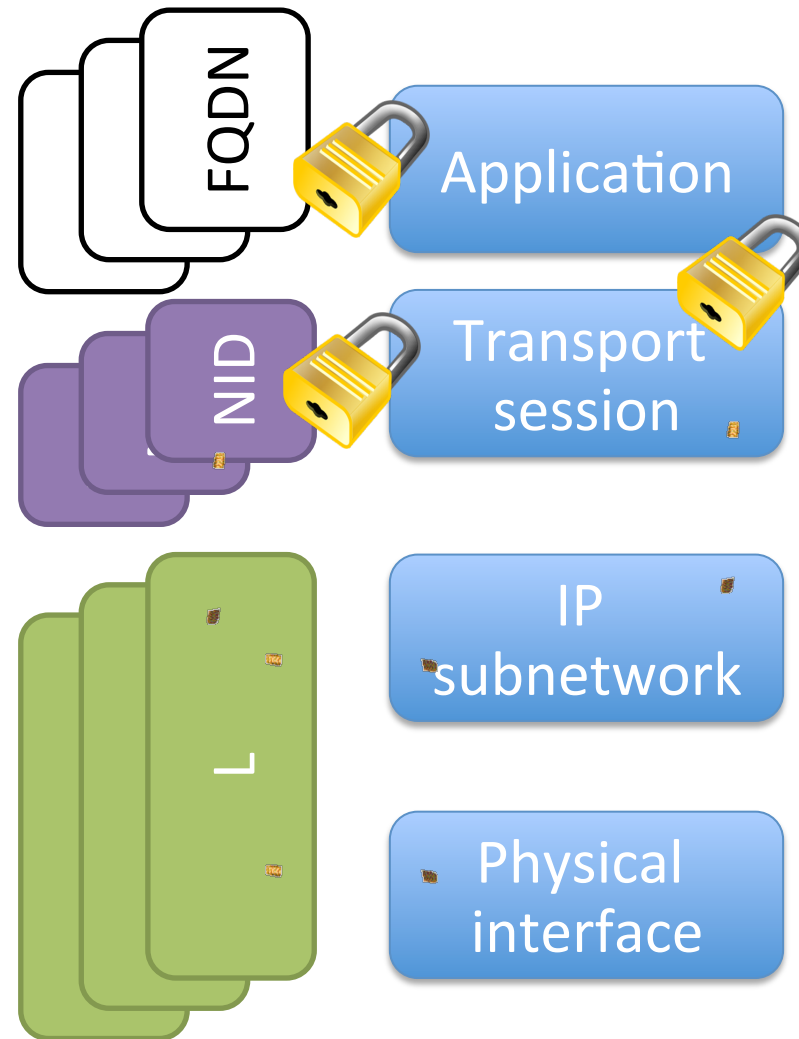 FQDN
Application
NID
Transport
session
L
IP
subnetwork
Physical
interface